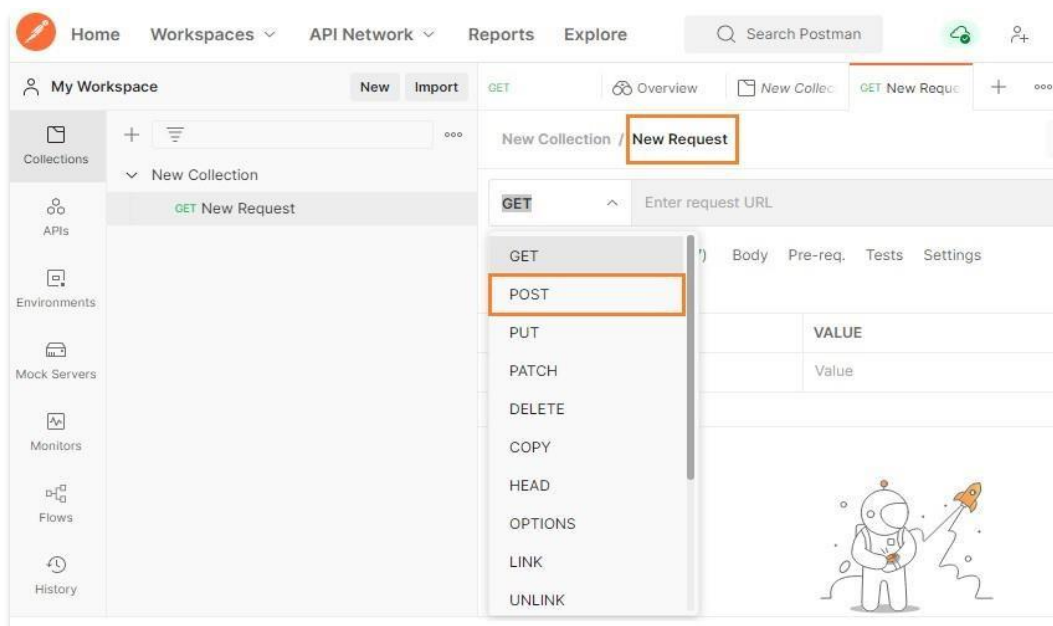 Home Workspaces API Network Reports Explore Search Postman
My Workspace New Import GET Overview New Collec GET New Reque
Collections
New Collection / New Request
New Collection
GET New Request
GET Enter request URL
APIs
GET
Body Pre-req. Tests Settings
POST
Environments
PUT VALUE
PATCH Value
Mock Servers
DELETE
COPY
Monitors
HEAD
OPTIONS
Flows
LINK
History
UNLINK